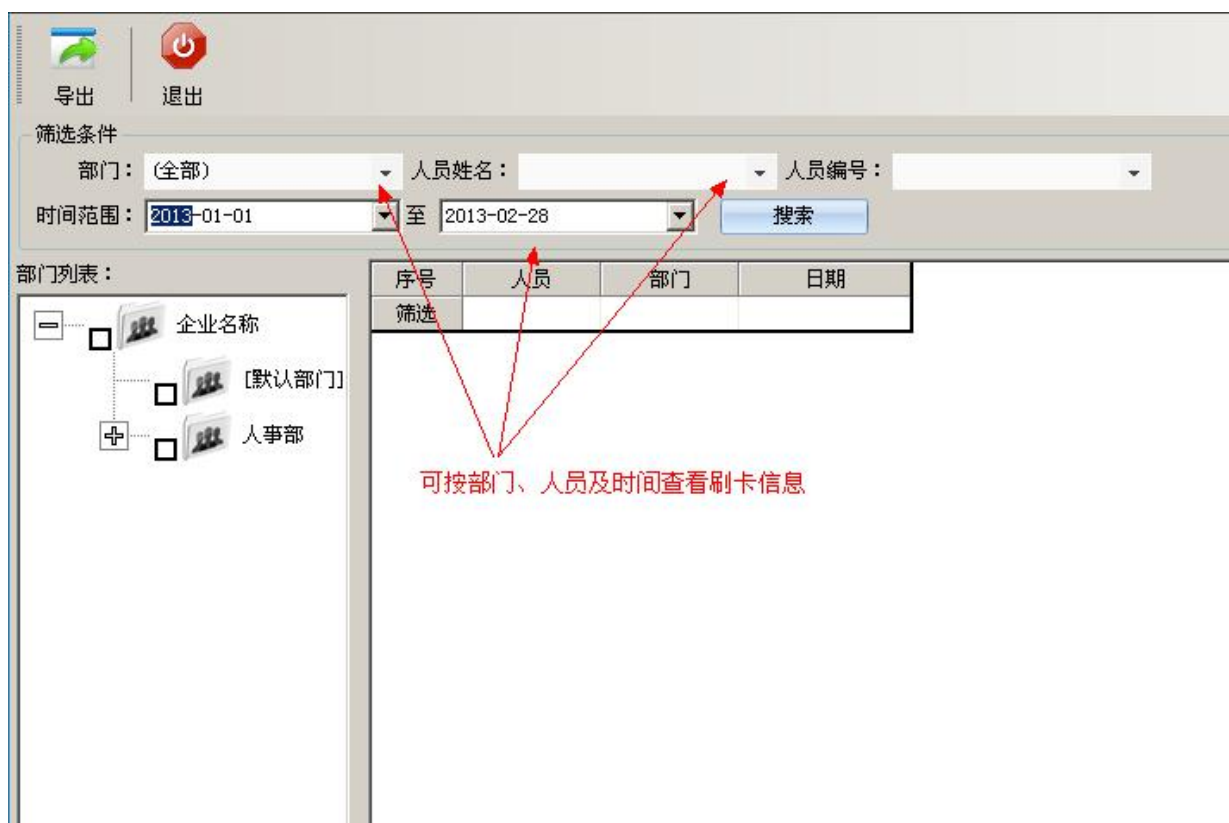 导出 退出
筛选条件
部门： (全部) 人员姓名： 人员编号：
时间范围： 2013-01-01 至 2013-02-28 搜索
部门列表：
序号 人员 部门 日期
筛选
企业名称
[默认部门]
人事部
可按部门、人员及时间查看刷卡信息